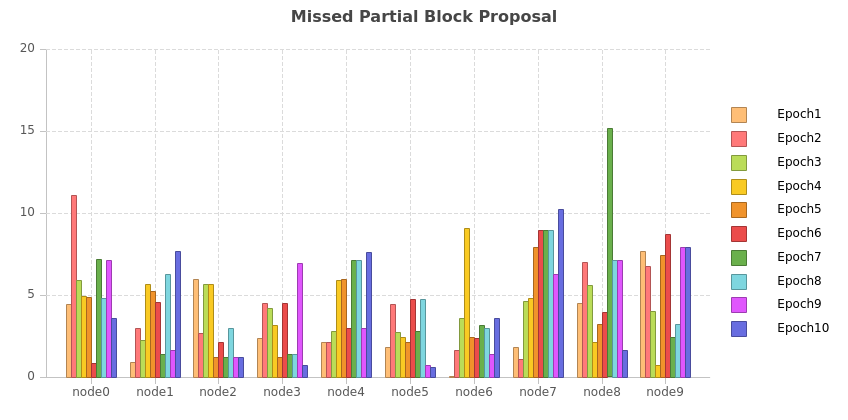 Missed Partial Block Proposal
20
15
10
5
0
node0 node1 node2 node3 node4 node5 node6 node7 node8 node9
Epoch1
Epoch2
Epoch3
Epoch4
Epoch5
Epoch6
Epoch7
Epoch8
Epoch9
Epoch10